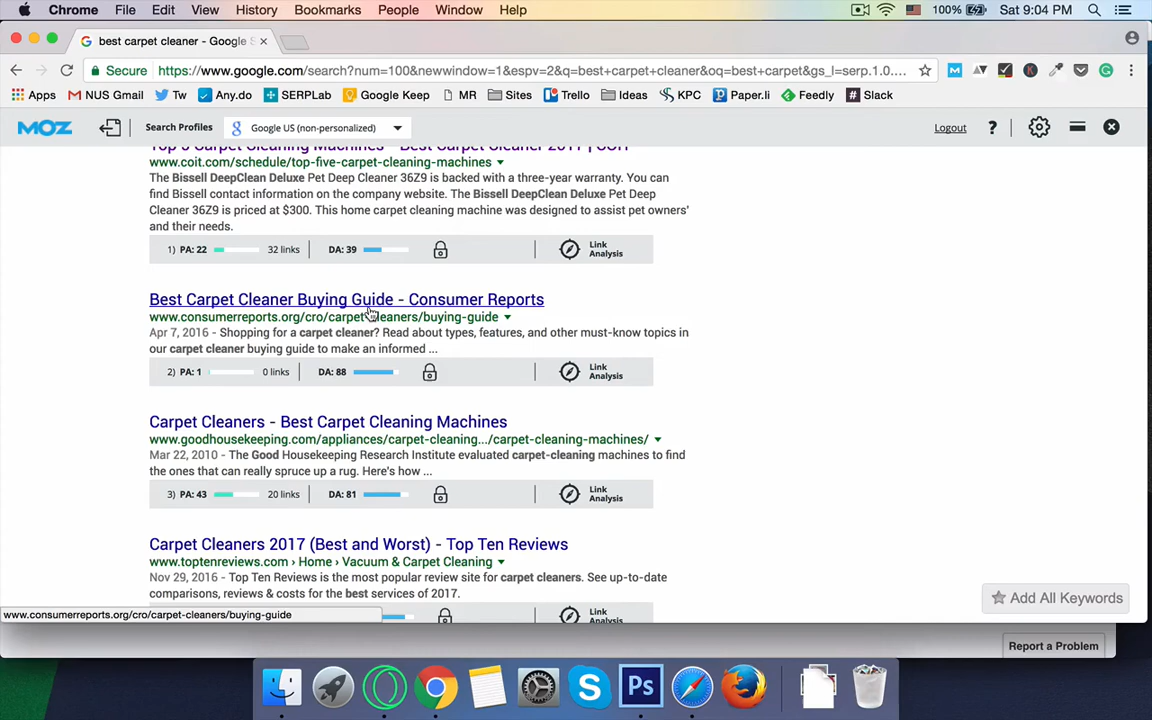 Chrome File Edit View History Bookmarks People Window Help 100% Sat 9:04 PM
best carpet cleaner - Google S
Secure https://www.google.com/search?num=100&newwindow=1&espv=2&q=best+carpet+cleaner&oq=best+carpet&gs_l=serp.1.0....
Apps NUS Gmail Tw Any.do SERPLab Google Keep MR Sites Trello Ideas KPC Paper.li Feedly Slack
MOZ Search Profiles Google US (non-personalized) Logout ?
Top 5 Carpet Cleaning Machines - Best Carpet Cleaner 2017 | COIT
www.coit.com/schedule/top-five-carpet-cleaning-machines
The Bissell DeepClean Deluxe Pet Deep Cleaner 36Z9 is backed with a three-year warranty. You can
find Bissell contact information on the company website. The Bissell DeepClean Deluxe Pet Deep
Cleaner 36Z9 is priced at $300. This home carpet cleaning machine was designed to assist pet owners'
and their needs.
1) PA: 22 32 links DA: 39 Link Analysis
Best Carpet Cleaner Buying Guide - Consumer Reports
www.consumerreports.org/cro/carpet-cleaners/buying-guide
Apr 7, 2016 - Shopping for a carpet cleaner? Read about types, features, and other must-know topics in
our carpet cleaner buying guide to make an informed ...
2) PA: 1 0 links DA: 88 Link Analysis
Carpet Cleaners - Best Carpet Cleaning Machines
www.goodhousekeeping.com/appliances/carpet-cleaning.../carpet-cleaning-machines/
Mar 22, 2010 - The Good Housekeeping Research Institute evaluated carpet-cleaning machines to find
the ones that can really spruce up a rug. Here's how ...
3) PA: 43 20 links DA: 81 Link Analysis
Carpet Cleaners 2017 (Best and Worst) - Top Ten Reviews
www.toptenreviews.com › Home › Vacuum & Carpet Cleaning
Nov 29, 2016 - Top Ten Reviews is the most popular review site for carpet cleaners. See up-to-date
comparisons, reviews & costs for the best services of 2017.
Link Analysis
Add All Keywords
www.consumerreports.org/cro/carpet-cleaners/buying-guide
Report a Problem
S Ps